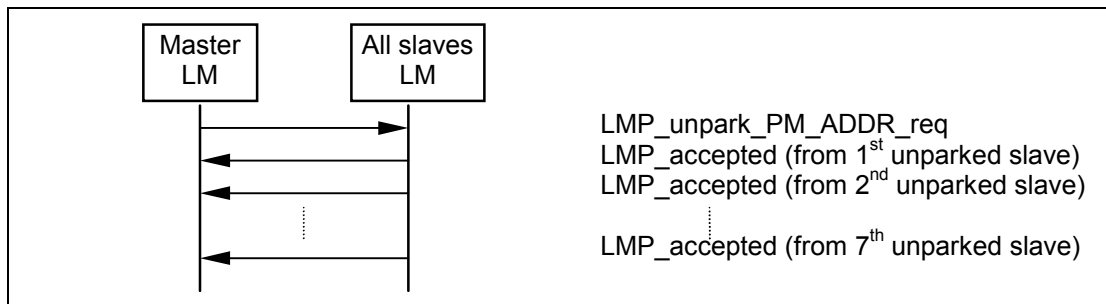 Master
LM
All slaves
LM
LMP_unpark_PM_ADDR_req
LMP_accepted (from 1st unparked slave)
LMP_accepted (from 2nd unparked slave)
LMP_accepted (from 7th unparked slave)